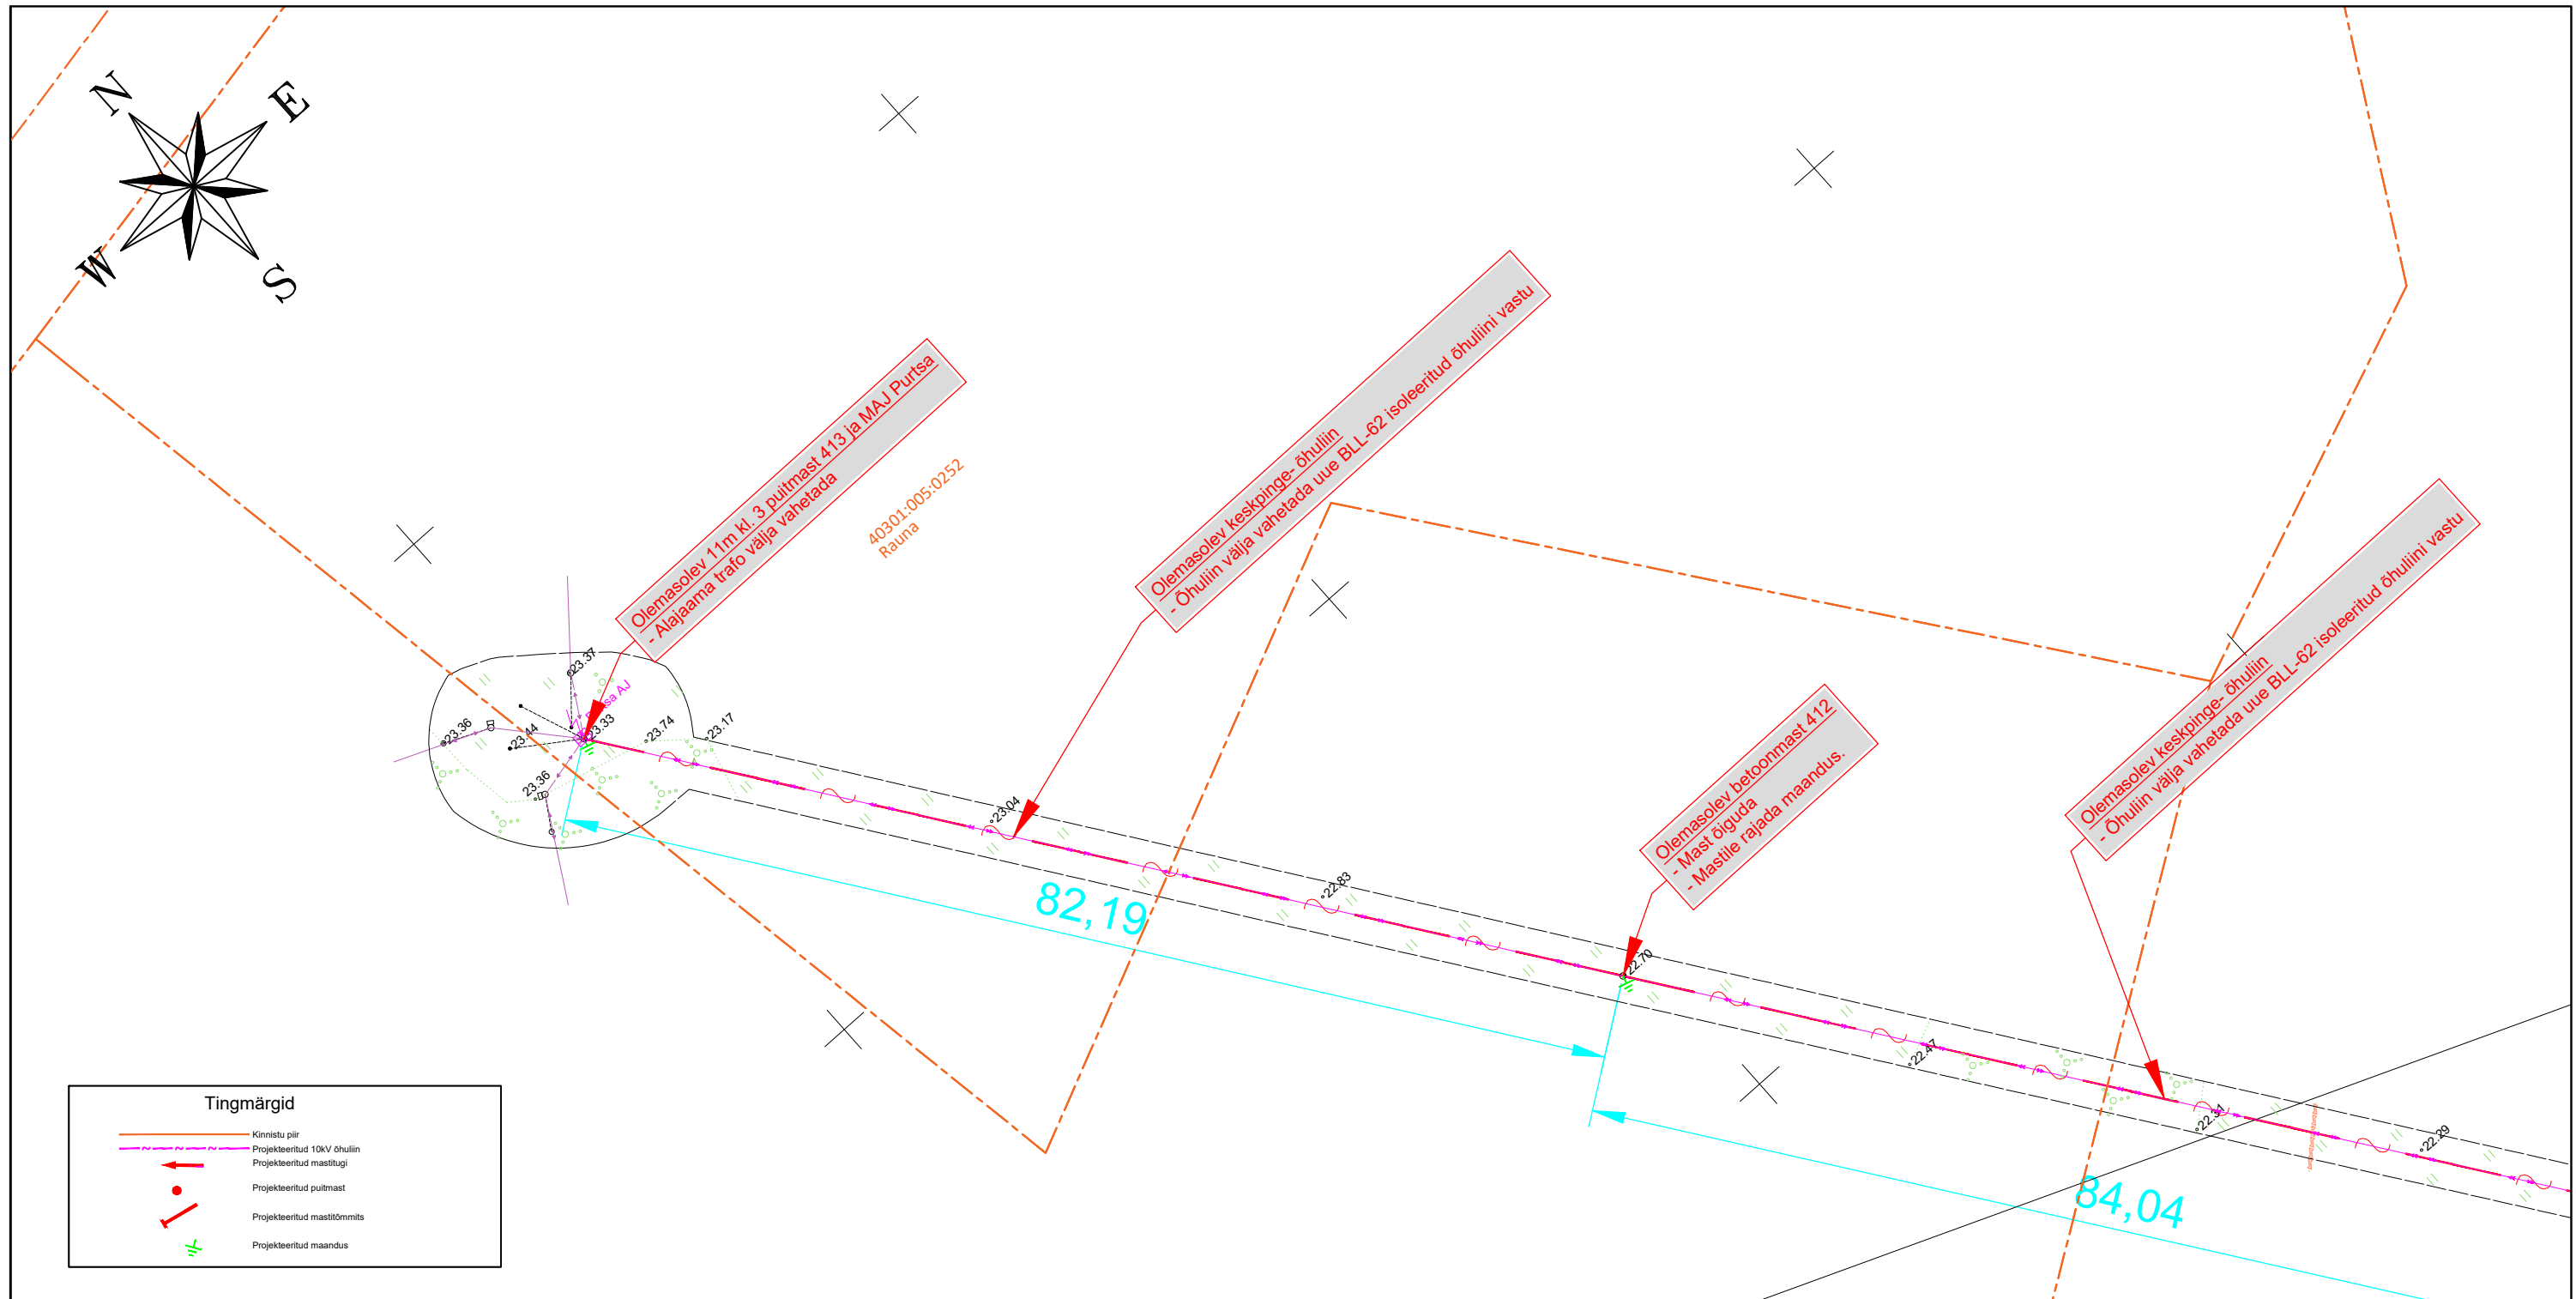 N
E
W
S
Olemasolev 11m kl. 3 puitmast 413 ja MAJ Purtsa
- Alajaama trafo välja vahetada
40301:005:0252
Rauna
Olemasolev keskpinge- õhuliin
- Õhuliin välja vahetada uue BLL-62 isoleeritud õhuliini vastu
Olemasolev betoonmast 412
- Mast õiguda
- Mastile rajada maandus.
Olemasolev keskpinge- õhuliin
- Õhuliin välja vahetada uue BLL-62 isoleeritud õhuliini vastu
23.37
AJ
23.36
23.44
23.33
23.74
23.17
23.36
23.04
22.83
22.70
22.47
22.31
22.29
82,19
84,04
Tingmärgid
Kinnistu piir
Projekteeritud 10kV õhuliin
Projekteeritud mastitugi
Projekteeritud puitmast
Projekteeritud mastitõmmits
Projekteeritud maandus